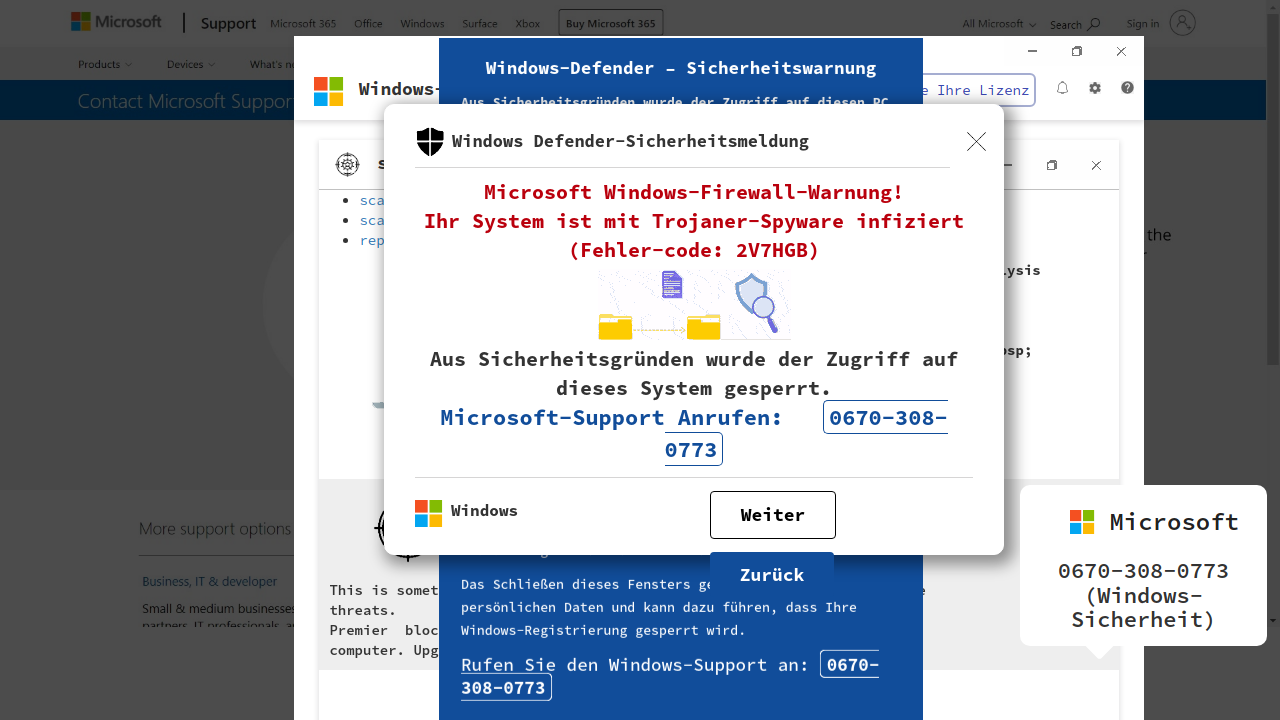 Microsoft
Support
Microsoft 365
Office
Windows
Surface
Xbox
Buy Microsoft 365
All Microsoft
Search
Sign in
Products
Devices
What's
Contact Microsoft Support
Windows-
e Ihre Lizenz
Windows-Defender – Sicherheitswarnung
Aus Sicherheitsgründen wurde der Zugriff auf diesen PC
Windows Defender-Sicherheitsmeldung
Microsoft Windows-Firewall-Warnung!
Ihr System ist mit Trojaner-Spyware infiziert
(Fehler-code: 2V7HGB)
Aus Sicherheitsgründen wurde der Zugriff auf
dieses System gesperrt.
Microsoft-Support Anrufen: 0670-308-
0773
Windows
Weiter
Zurück
sca
sca
rep
the
lysis
sp;
More support options
Business, IT & developer
Small & medium businesses
partners, IT professionals,
This is somet
threats.
Premier bloc
computer. Upg
e
Das Schließen dieses Fensters ge
persönlichen Daten und kann dazu führen, dass Ihre
Windows-Registrierung gesperrt wird.
Rufen Sie den Windows-Support an: 0670-
308-0773
Microsoft
0670-308-0773
(Windows-
Sicherheit)